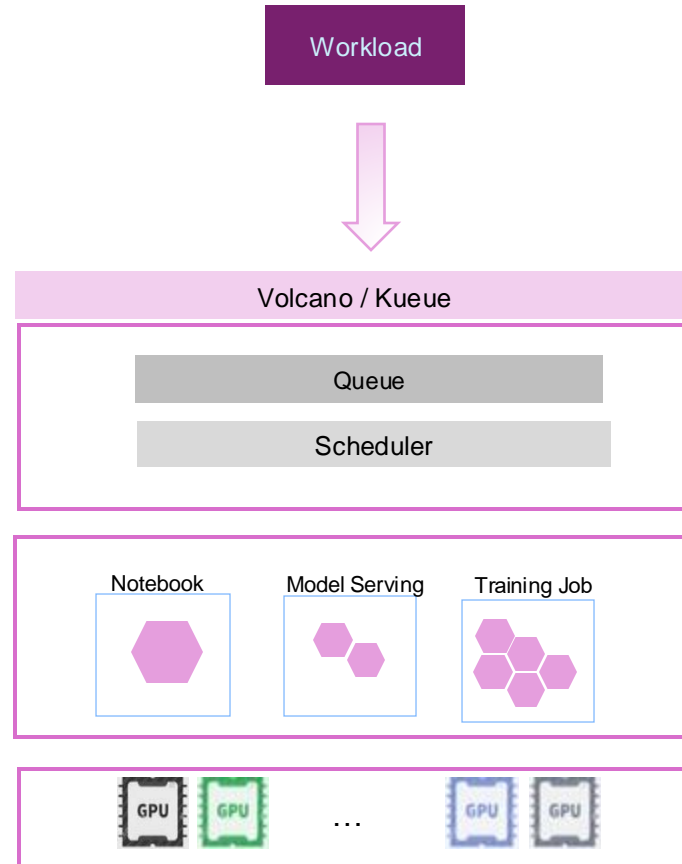 Workload
Volcano / Kueue
Queue
Scheduler
Notebook
Model Serving
Training Job
GPU
GPU
...
GPU
GPU